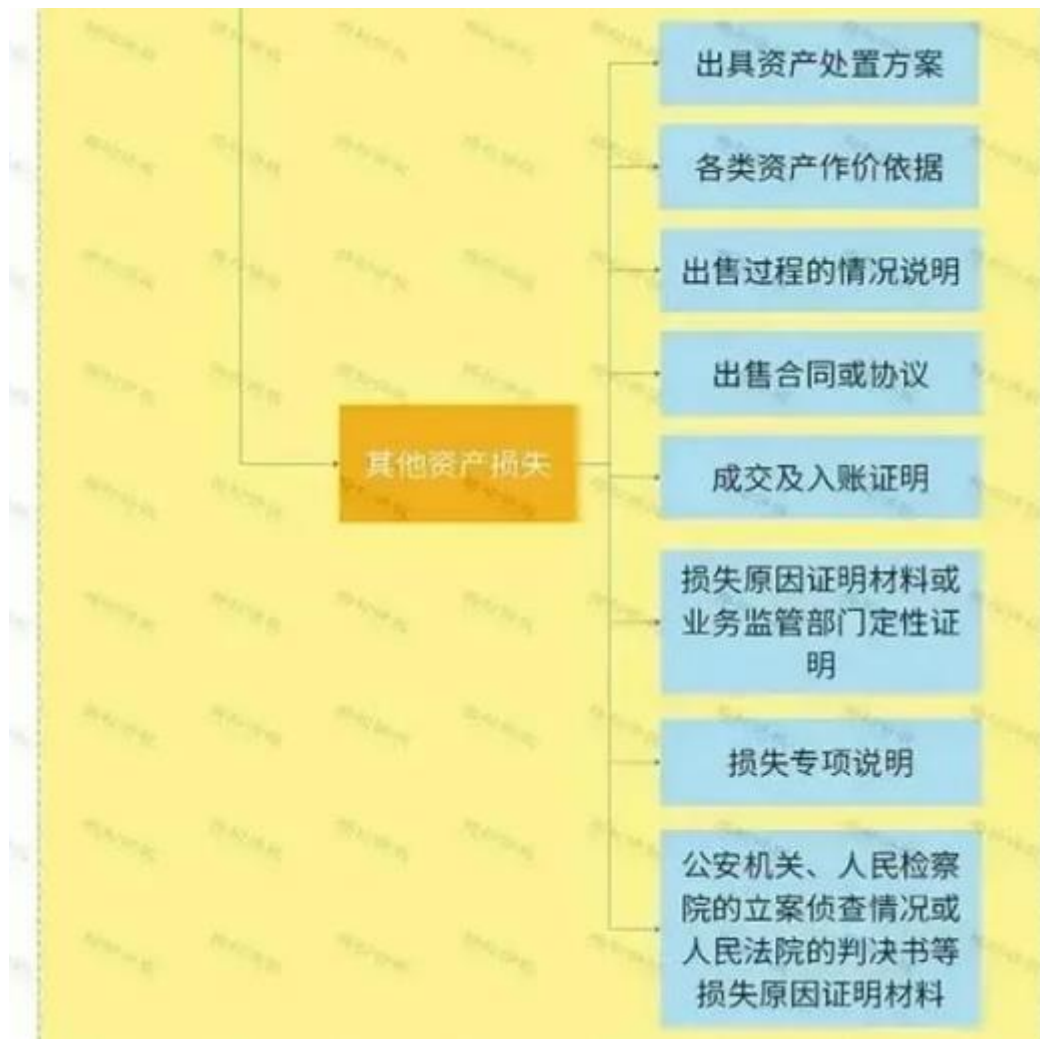 出具资产处置方案
各类资产作价依据
出售过程的情况说明
出售合同或协议
其他资产损失
成交及入账证明
损失原因证明材料或
业务监管部门定性证
明
损失专项说明
公安机关、人民检察
院的立案侦查情况或
人民法院的判决书等
损失原因证明材料